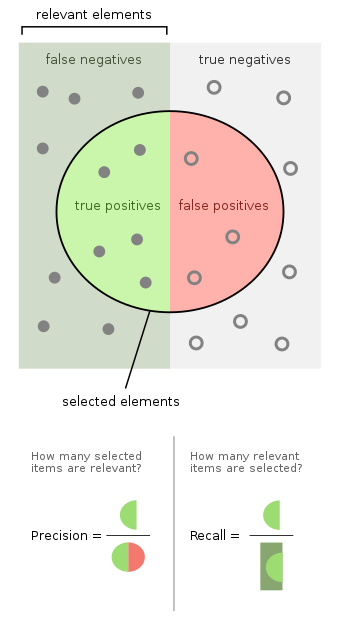 relevant elements
false negatives
true negatives
true positives
false positives
selected elements
How many selected
items are relevant?
How many relevant
items are selected?
Precision =
Recall =